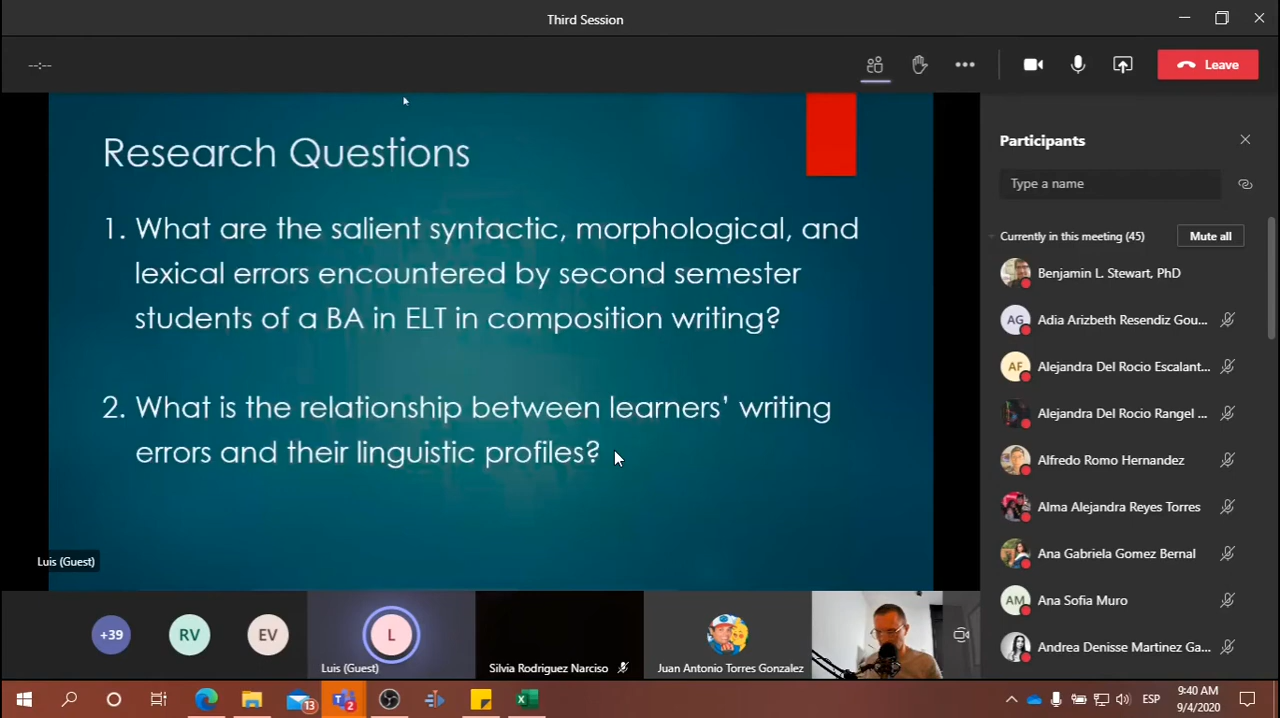 Third Session
--:--
Leave
Research Questions
1. What are the salient syntactic, morphological, and
lexical errors encountered by second semester
students of a BA in ELT in composition writing?
2. What is the relationship between learners’ writing
errors and their linguistic profiles?
Luis (Guest)
Participants
Type a name
Currently in this meeting (45)
Mute all
Benjamin L. Stewart, PhD
AG
Adia Arizbeth Resendiz Gou...
AF
Alejandra Del Rocio Escalant...
Alejandra Del Rocio Rangel ...
Alfredo Romo Hernandez
Alma Alejandra Reyes Torres
Ana Gabriela Gomez Bernal
AM
Ana Sofia Muro
Andrea Denisse Martinez Ga...
+39
RV
EV
L
Luis (Guest)
Silvia Rodriguez Narciso
Juan Antonio Torres Gonzalez
13
2
ESP
9:40 AM
9/4/2020